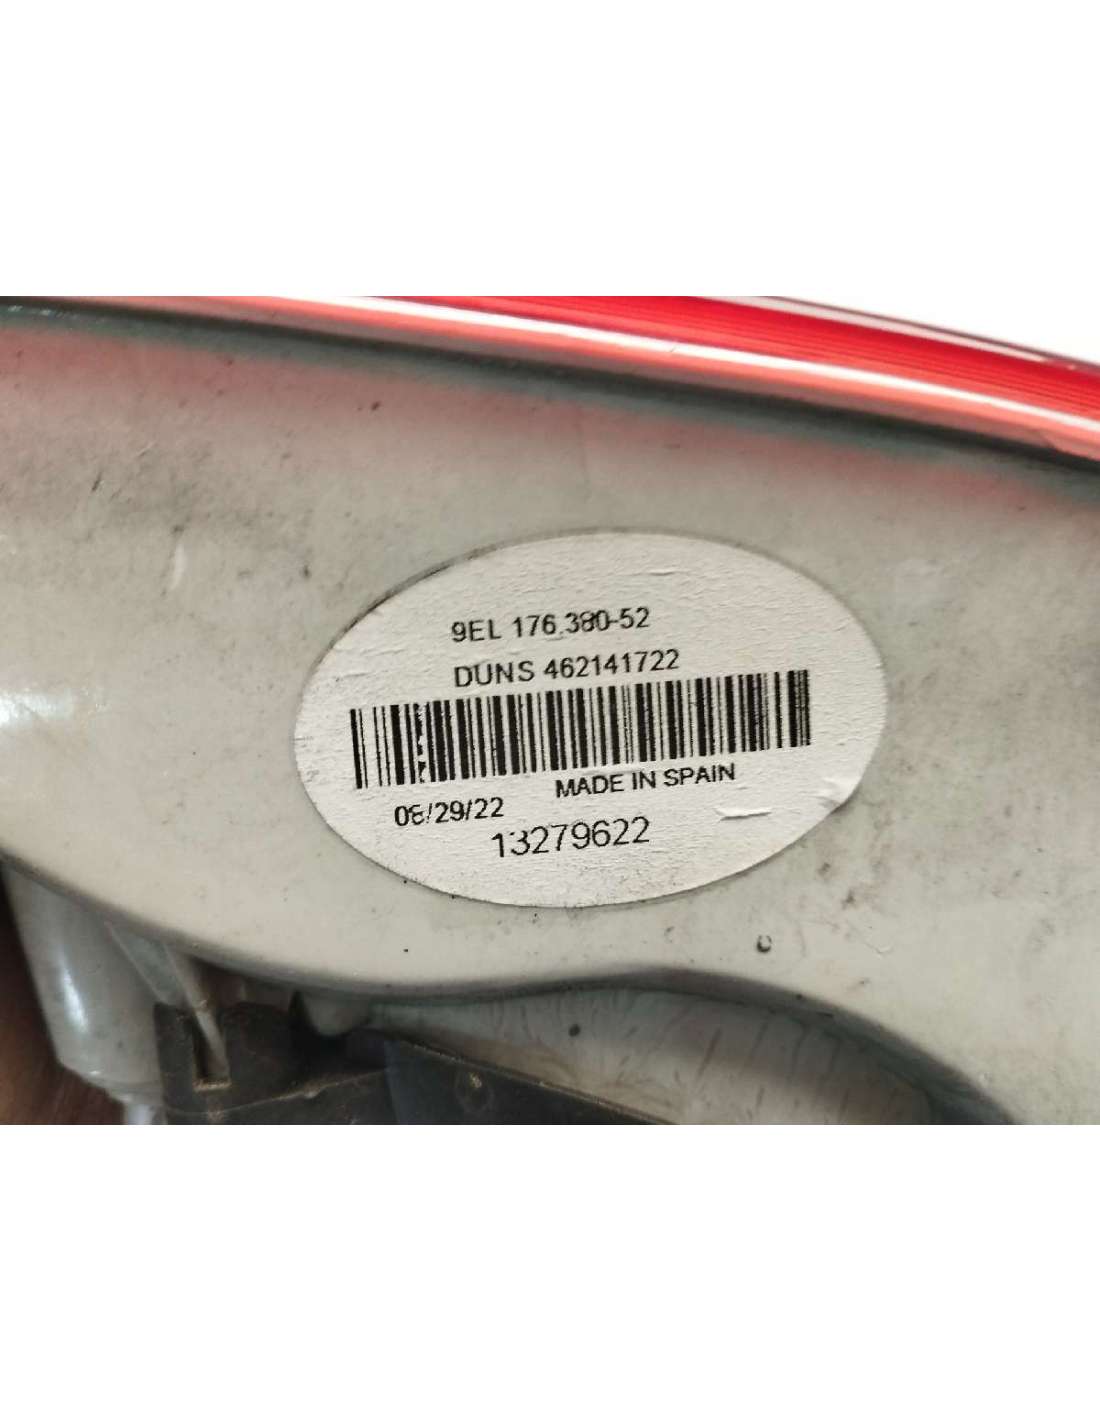 9EL 176.380-52
DUNS 462141722
MADE IN SPAIN
08/29/22
13279622